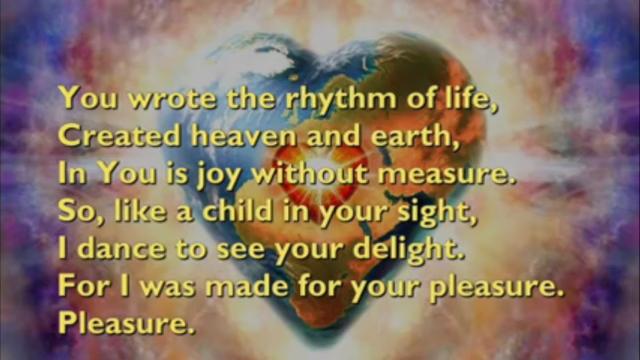 You wrote the rhythm of life,
Created heaven and earth,
In You is joy without measure.
So, like a child in your sight,
I dance to see your delight.
For I was made for your pleasure.
Pleasure.